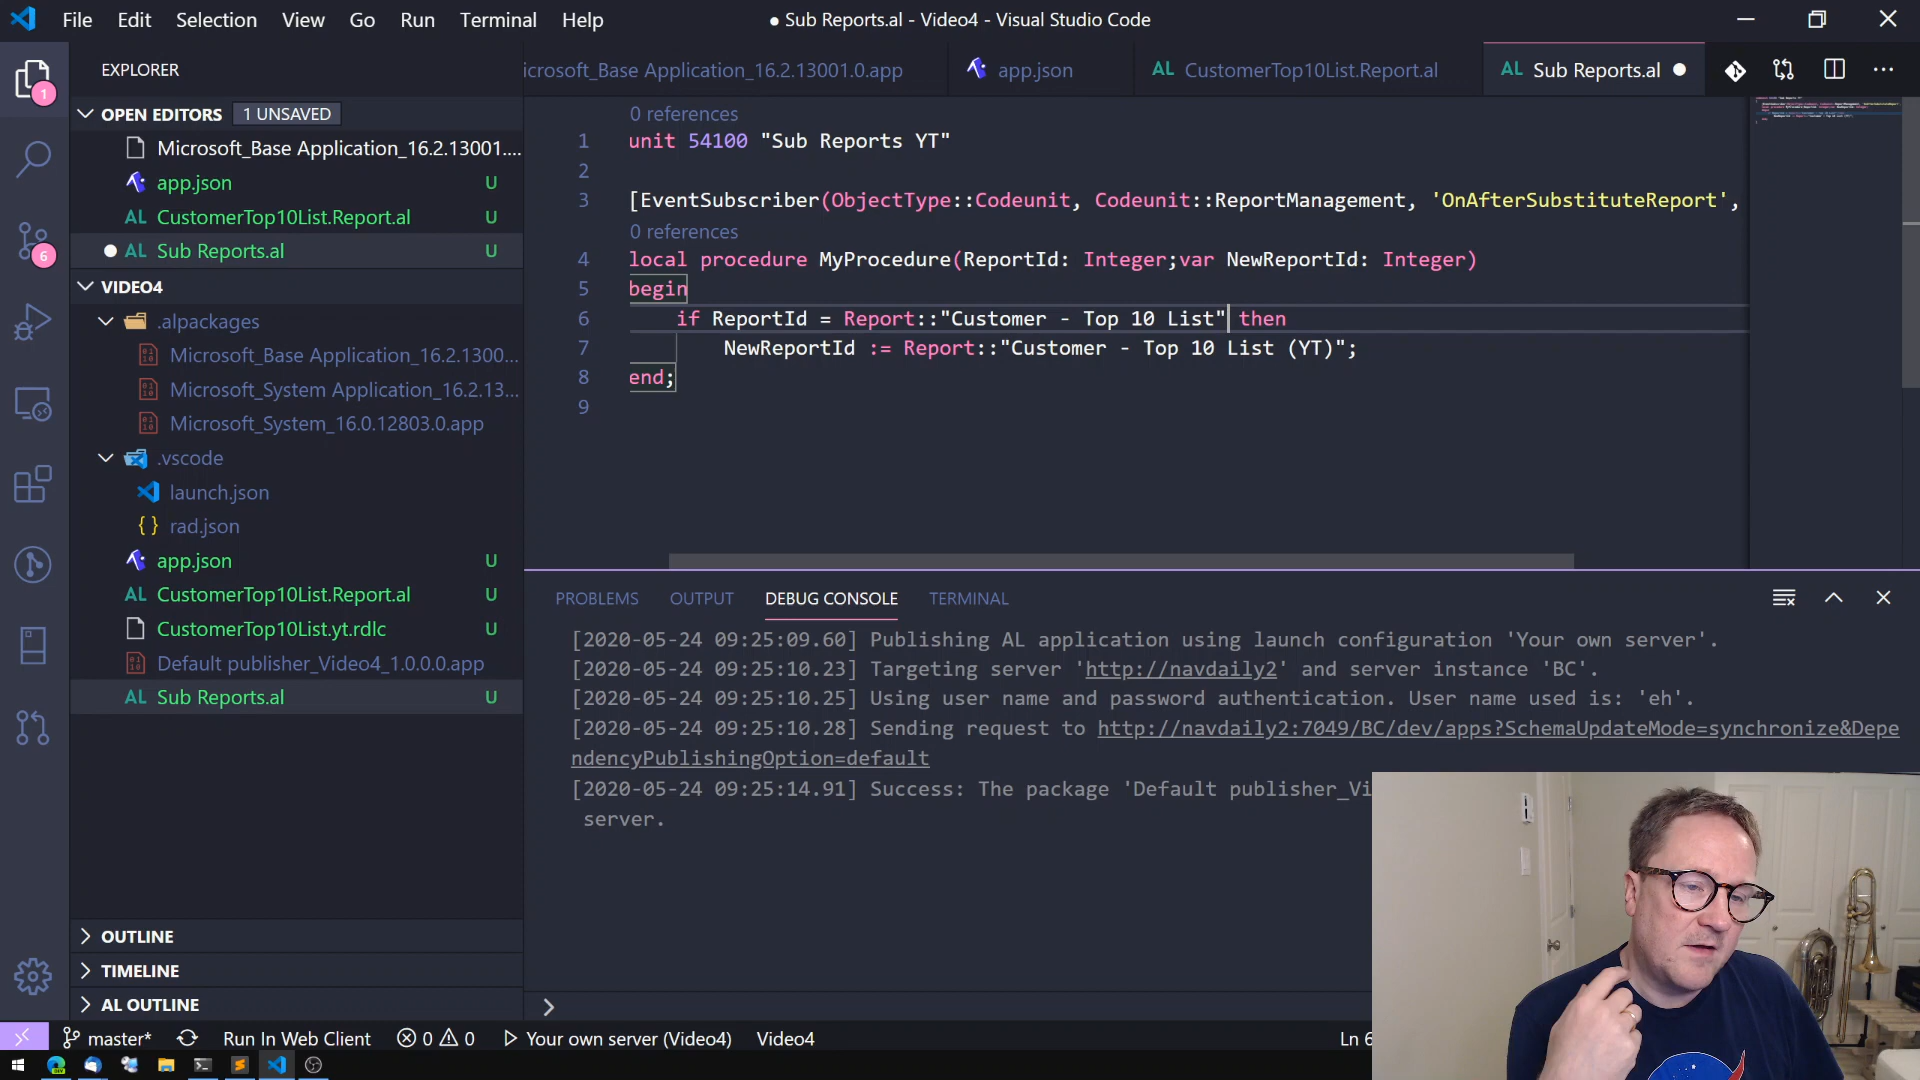 File Edit Selection View Go Run Terminal Help
● Sub Reports.al - Video4 - Visual Studio Code
EXPLORER
OPEN EDITORS 1 UNSAVED
Microsoft_Base Application_16.2.13001....
app.json U
CustomerTop10List.Report.al U
Sub Reports.al U
VIDEO4
.alpackages
Microsoft_Base Application_16.2.1300...
Microsoft_System Application_16.2.13...
Microsoft_System_16.0.12803.0.app
.vscode
launch.json
rad.json
app.json U
CustomerTop10List.Report.al U
CustomerTop10List.yt.rdlc
Default publisher_Video4_1.0.0.0.app
Sub Reports.al U
OUTLINE
TIMELINE
AL OUTLINE
icrosoft_Base Application_16.2.13001.0.app
app.json
AL CustomerTop10List.Report.al
AL Sub Reports.al
0 references
1 unit 54100 "Sub Reports YT"
2
3 [EventSubscriber(ObjectType::Codeunit, Codeunit::ReportManagement, 'OnAfterSubstituteReport',
0 references
4 local procedure MyProcedure(ReportId: Integer;var NewReportId: Integer)
5 begin
6 if ReportId = Report::"Customer - Top 10 List" then
7 NewReportId := Report::"Customer - Top 10 List (YT)";
8 end;
9
PROBLEMS OUTPUT DEBUG CONSOLE TERMINAL
[2020-05-24 09:25:09.60] Publishing AL application using launch configuration 'Your own server'.
[2020-05-24 09:25:10.23] Targeting server 'http://navdaily2' and server instance 'BC'.
[2020-05-24 09:25:10.25] Using user name and password authentication. User name used is: 'eh'.
[2020-05-24 09:25:10.28] Sending request to http://navdaily2:7049/BC/dev/apps?SchemaUpdateMode=synchronize&Depe
ndencyPublishingOption=default
[2020-05-24 09:25:14.91] Success: The package 'Default publisher_Vi
server.
master* Run In Web Client 0 0 Your own server (Video4) Video4 Ln 6